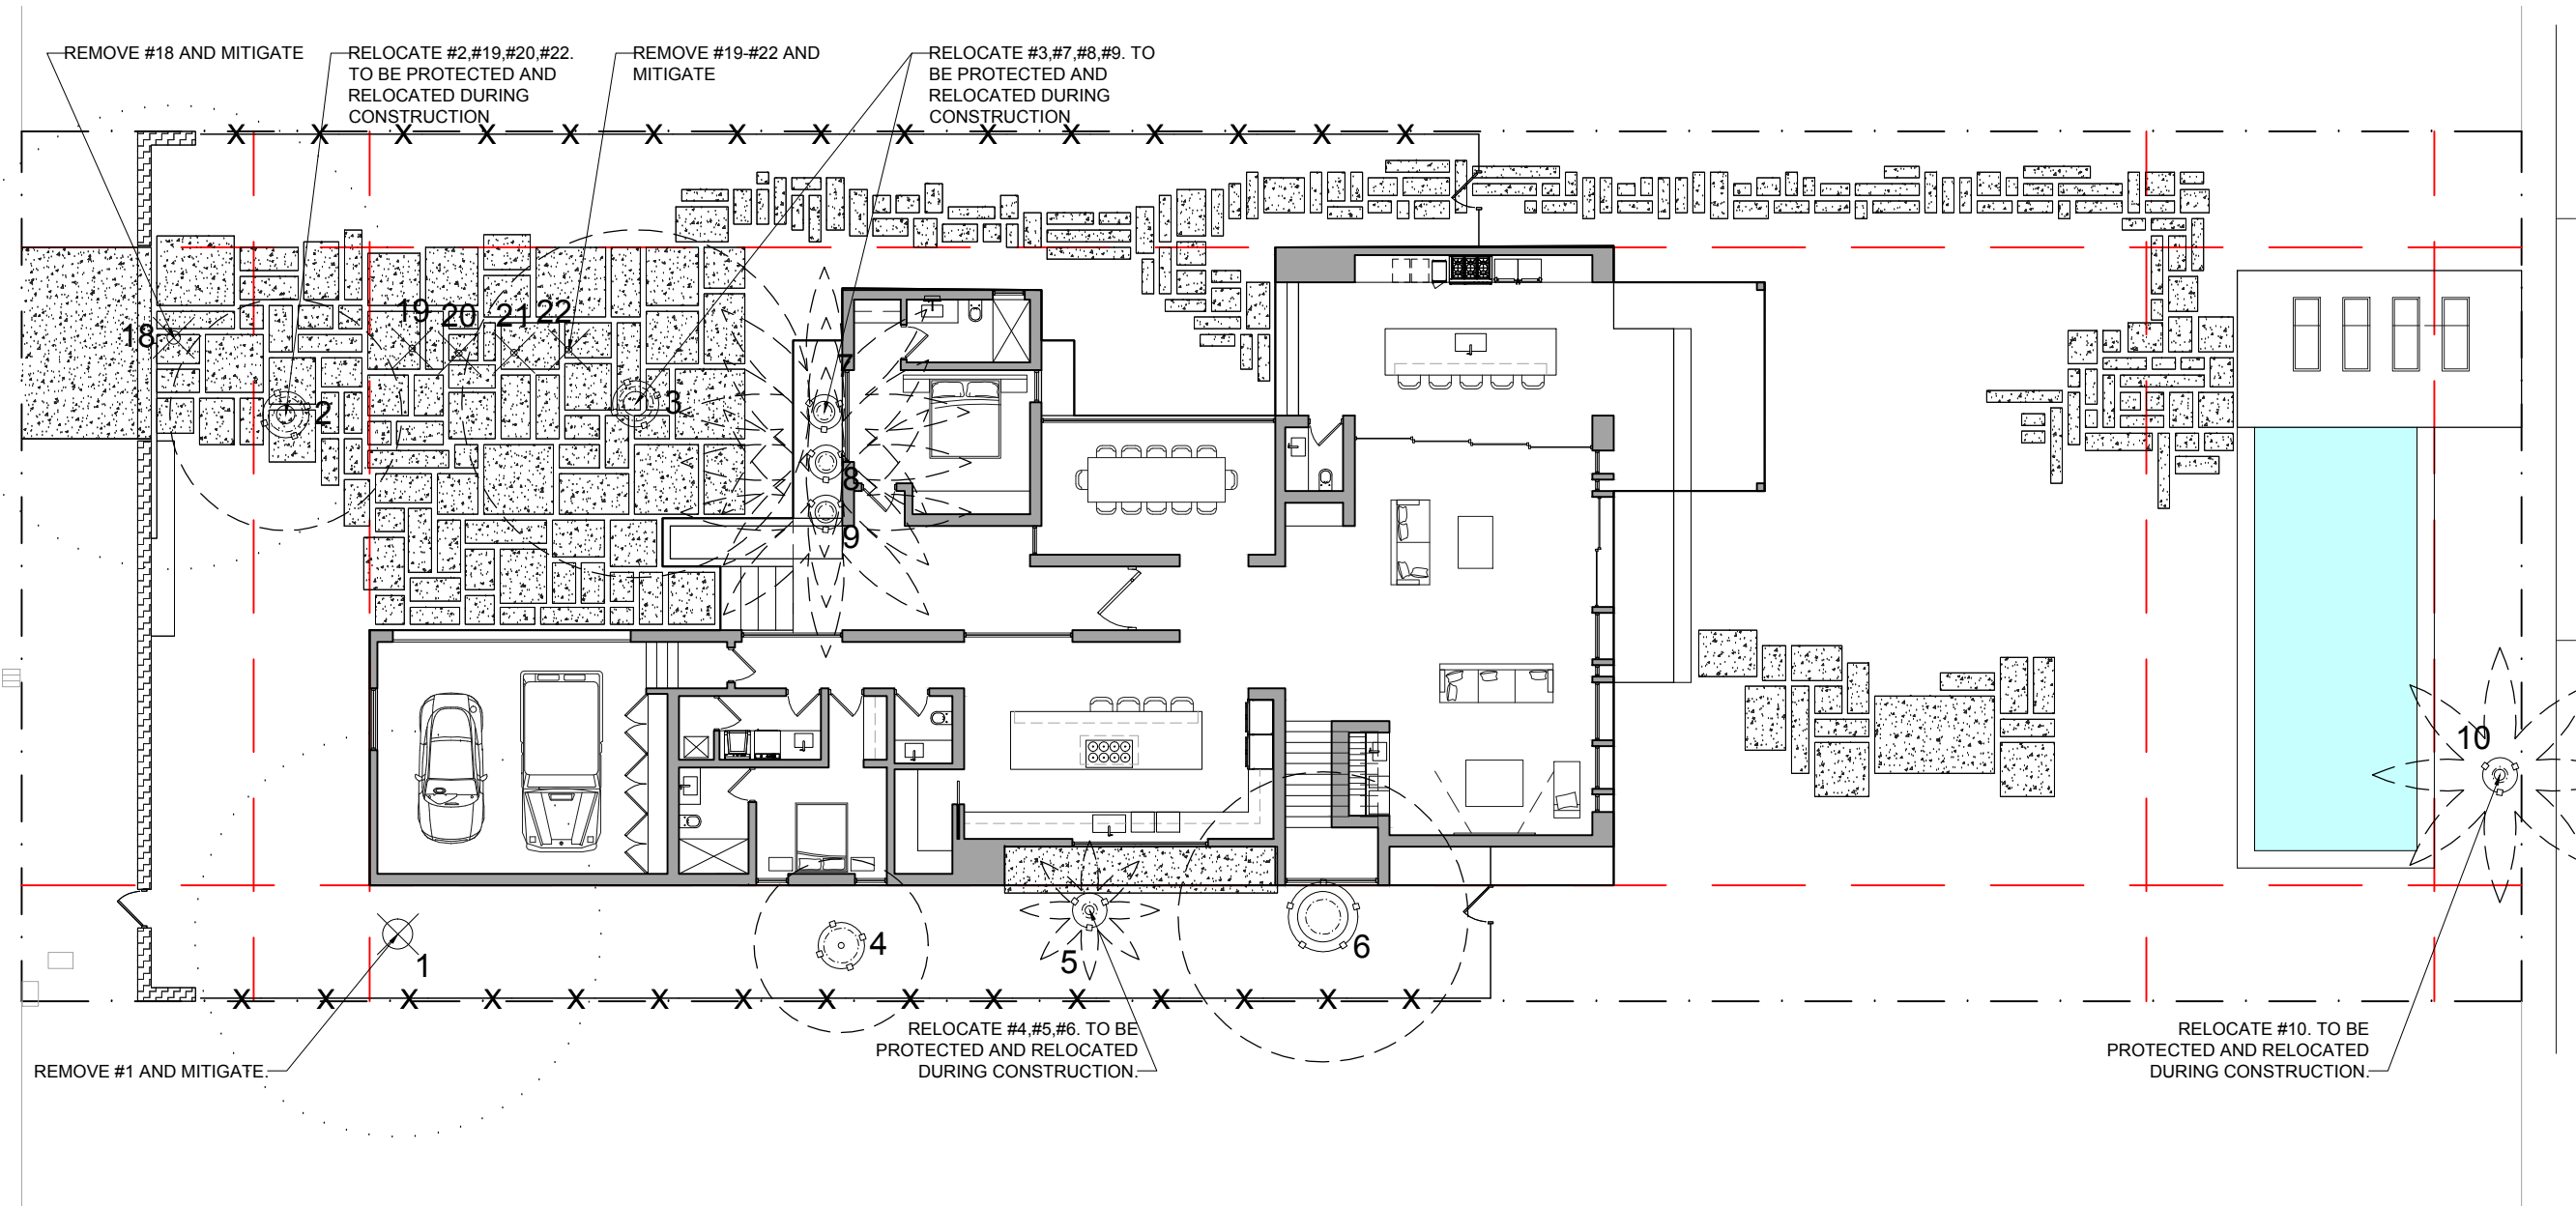 REMOVE #18 AND MITIGATE
RELOCATE #2,#19,#20,#22.
TO BE PROTECTED AND
RELOCATED DURING
CONSTRUCTION
REMOVE #19-#22 AND
MITIGATE
RELOCATE #3,#7,#8,#9. TO
BE PROTECTED AND
RELOCATED DURING
CONSTRUCTION
X X X X X X X X X X X X X X X
18
19
20
21
22
2
3
7
8
9
10
1
4
5
6
X X X X X X X X X X X X X X X
RELOCATE #4,#5,#6. TO BE
PROTECTED AND RELOCATED
DURING CONSTRUCTION.
REMOVE #1 AND MITIGATE.
RELOCATE #10. TO BE
PROTECTED AND RELOCATED
DURING CONSTRUCTION.